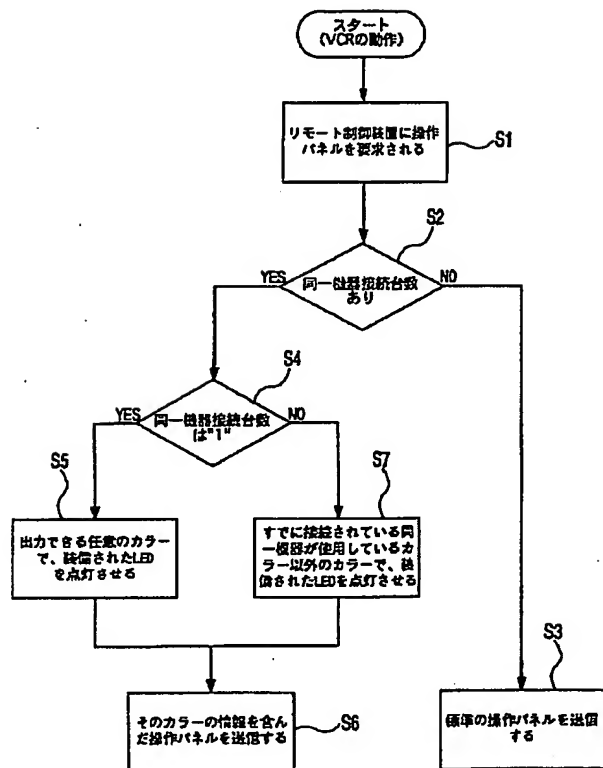 スタート
(VCRの動作)
リモート制御装置に操作
パネルを要求される
S1
S2
YES
同一機器接続台数
あり
NO
S4
YES
同一機器接続台数
は"1"
NO
S5
出力できる任意のカラー
で、装備されたLED
を点灯させる
S7
すでに接続されている同
一機器が使用しているカ
ラー以外のカラーで、装
備されたLEDを点灯させる
S3
そのカラーの情報を含ん
だ操作パネルを送信する
S6
標準の操作パネルを送信
する